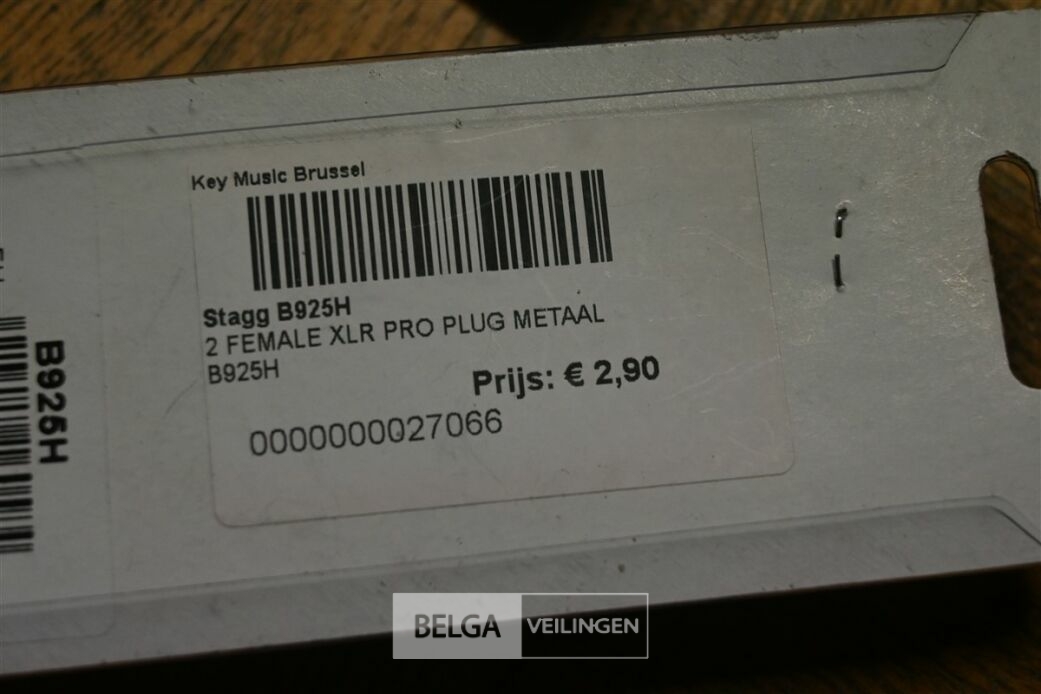 Key Music Brussel
Stagg B925H
2 FEMALE XLR PRO PLUG METAAL
B925H
Prijs: € 2,90
0000000027066
B925H
BELGA VEILINGEN